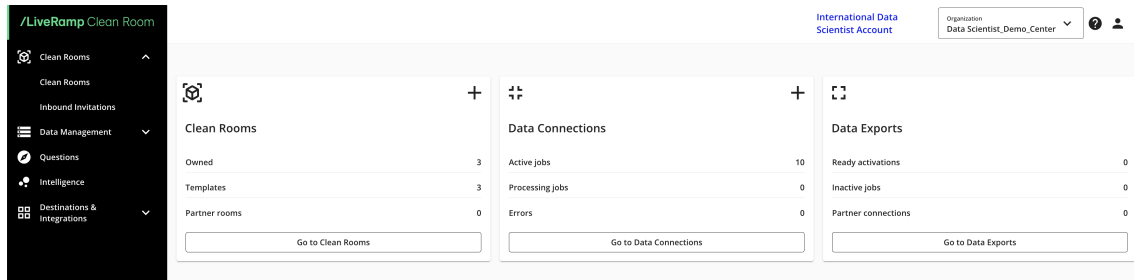 /LiveRamp Clean Room
International Data
Scientist Account
Organization
Data Scientist_Demo_Center
Clean Rooms
Clean Rooms
Inbound Invitations
Data Management
Questions
Intelligence
Destinations &
Integrations
Clean Rooms
Owned 3
Templates 3
Partner rooms 0
Go to Clean Rooms
Data Connections
Active jobs 10
Processing jobs 0
Errors 0
Go to Data Connections
Data Exports
Ready activations 0
Inactive jobs 0
Partner connections 0
Go to Data Exports